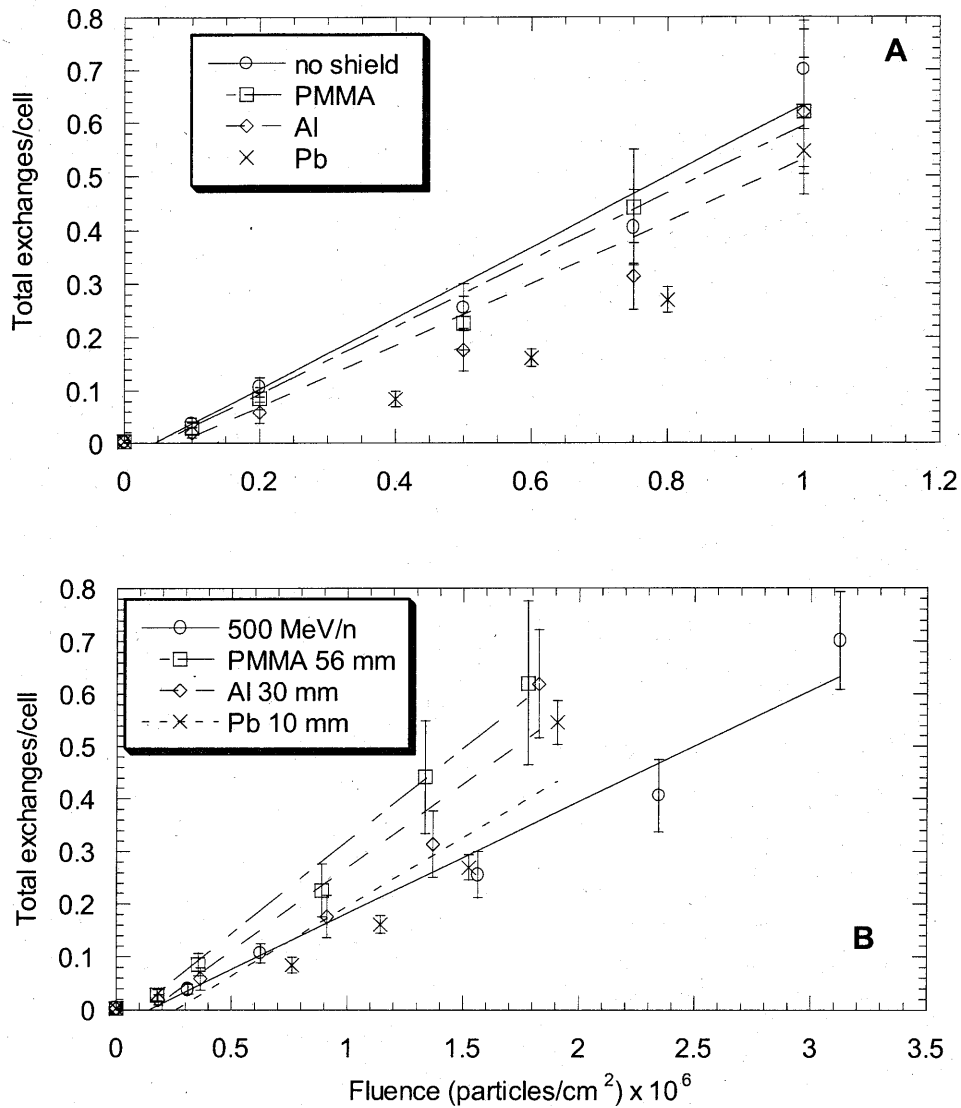 0.8
A
no shield
PMMA
Al
Pb
0.7
0.6
0.5
0.4
0.3
0.2
0.1
0
Total exchanges/cell
0 0.2 0.4 0.6 0.8 1 1.2
0.8
500 MeV/n
PMMA 56 mm
Al 30 mm
Pb 10 mm
0.7
0.6
0.5
0.4
0.3
0.2
0.1
0
Total exchanges/cell
B
0 0.5 1 1.5 2 2.5 3 3.5
Fluence (particles/cm²) x 10⁶